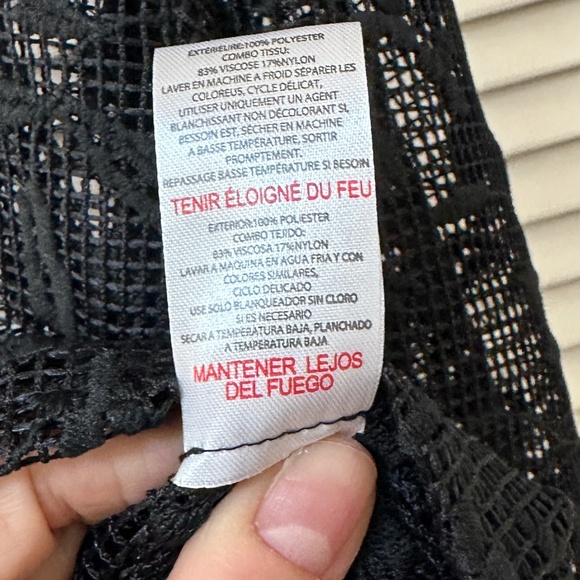 EXTÉRIEURE:100% POLYESTER
COMBO TISSU:
83% VISCOSE 17%NYLON
LAVER EN MACHINE A FROID SÉPARER LES
COLOREUS, CYCLE DÉLICAT,
UTILISER UNIQUEMENT UN AGENT
BLANCHISSANT NON DÉCOLORANT SI,
BESOIN EST, SÉCHER EN MACHINE
A BASSE TEMPÉRATURE, SORTIR
PROMPTEMENT.
REPASSAGE BASSE TEMPÉRATURE SI BESOIN
TENIR ÉLOIGNÉ DU FEU
EXTERIOR:100% POLIESTER
COMBO TEJIDO:
83% VISCOSA 17%NYLON
LAVAR A MAQUINA EN AGUA FRIA Y CON
COLORES SIMILARES,
CICLO DELICADO
USE SOLO BLANQUEADOR SIN CLORO
SI ES NECESARIO
SECAR A TEMPERATURA BAJA, PLANCHADO
A TEMPERATURA BAJA
MANTENER LEJOS
DEL FUEGO